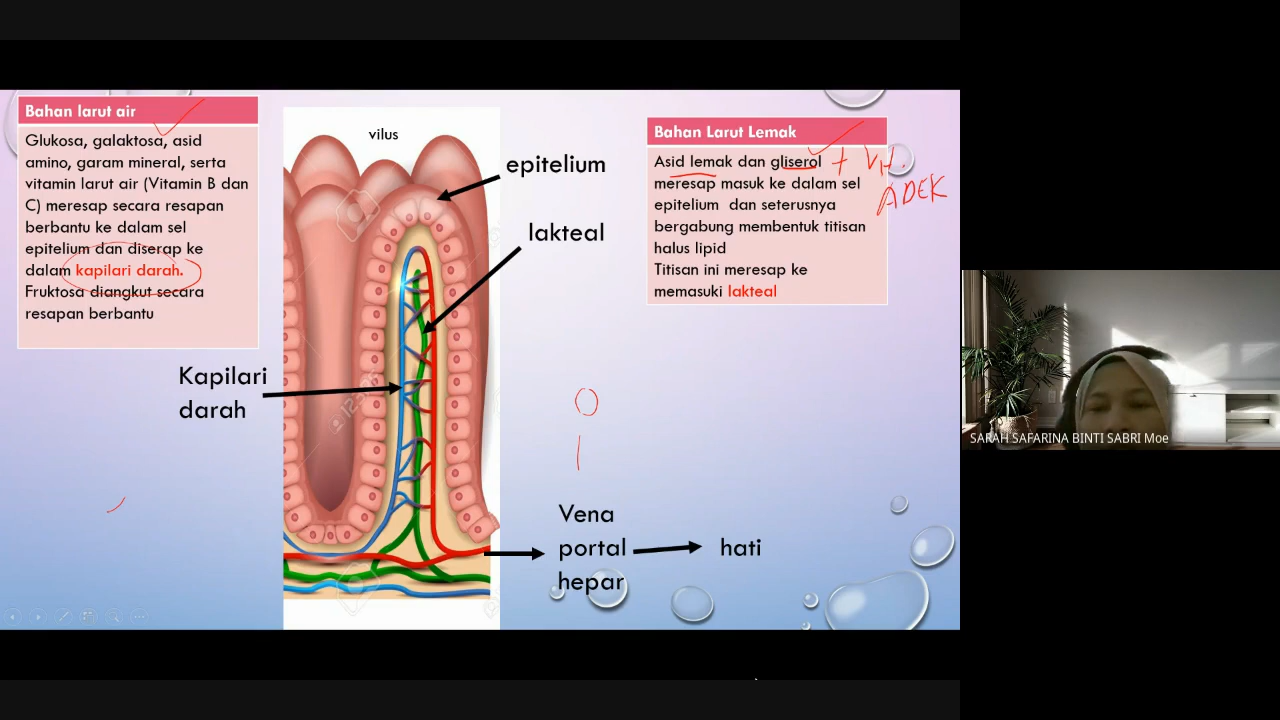 Bahan larut air
Glukosa, galaktosa, asid
amino, garam mineral, serta
vitamin larut air (Vitamin B dan
C) meresap secara resapan
berbantu ke dalam sel
epitelium dan diserap ke
dalam kapilari darah.
Fruktosa diangkut secara
resapan berbantu
vilus
epitelium
lakteal
Kapilari
darah
Bahan Larut Lemak
Asid lemak dan gliserol + Vit.
ADEK
meresap masuk ke dalam sel
epitelium dan seterusnya
bergabung membentuk titisan
halus lipid
Titisan ini meresap ke
memasuki lakteal
Vena
portal
hepar
hati
SARAH SAFARINA BINTI SABRI Moe